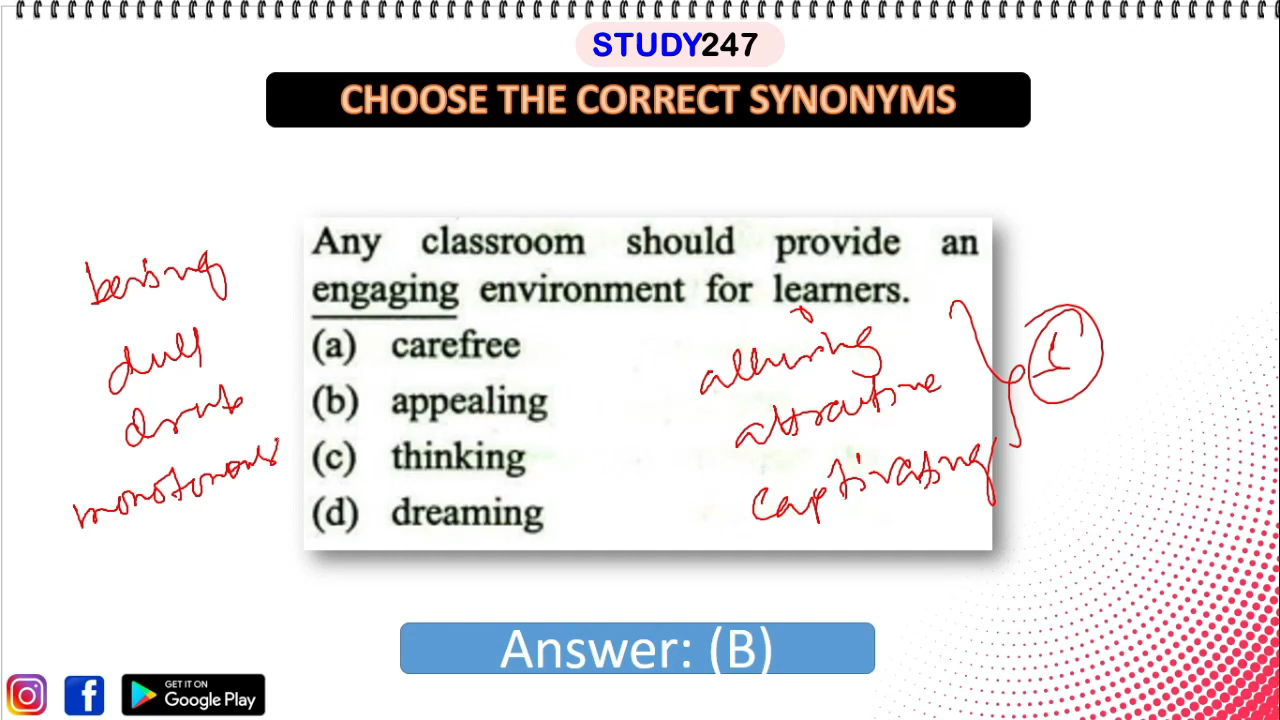 STUDY247
CHOOSE THE CORRECT SYNONYMS
Any classroom should provide an
engaging environment for learners.
(a) carefree
(b) appealing
(c) thinking
(d) dreaming
dull
monotonous
alluring
attractive
captivating
1
Answer: (B)
GET IT ON
Google Play